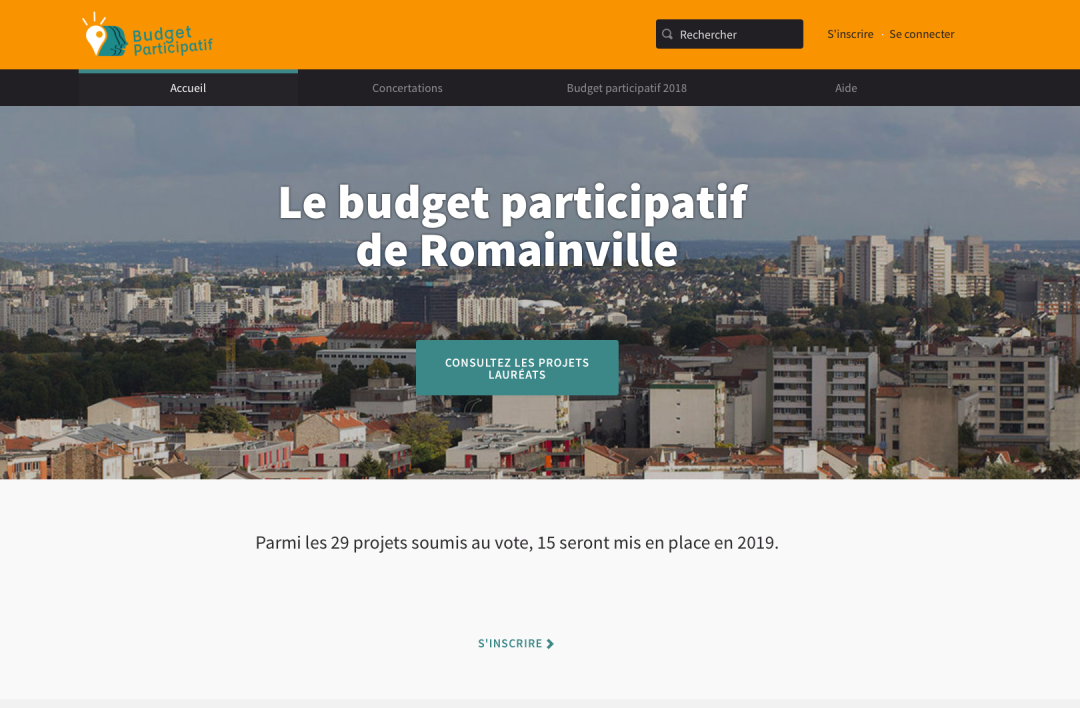 Budget
Participatif
Rechercher
S'inscrire
Se connecter
Accueil
Concertations
Budget participatif 2018
Aide
Le budget participatif
de Romainville
CONSULTEZ LES PROJETS
LAURÉATS
Parmi les 29 projets soumis au vote, 15 seront mis en place en 2019.
S'INSCRIRE